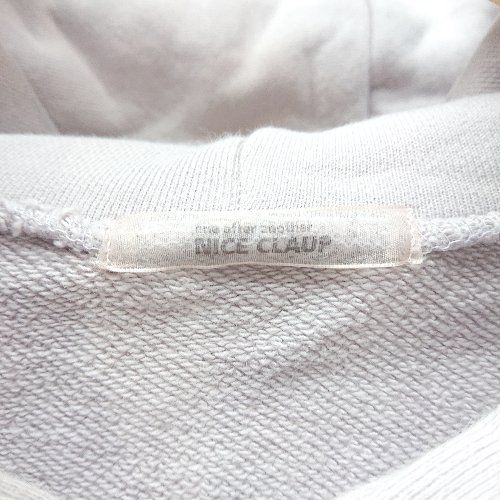 one after another
NICE CLAUP